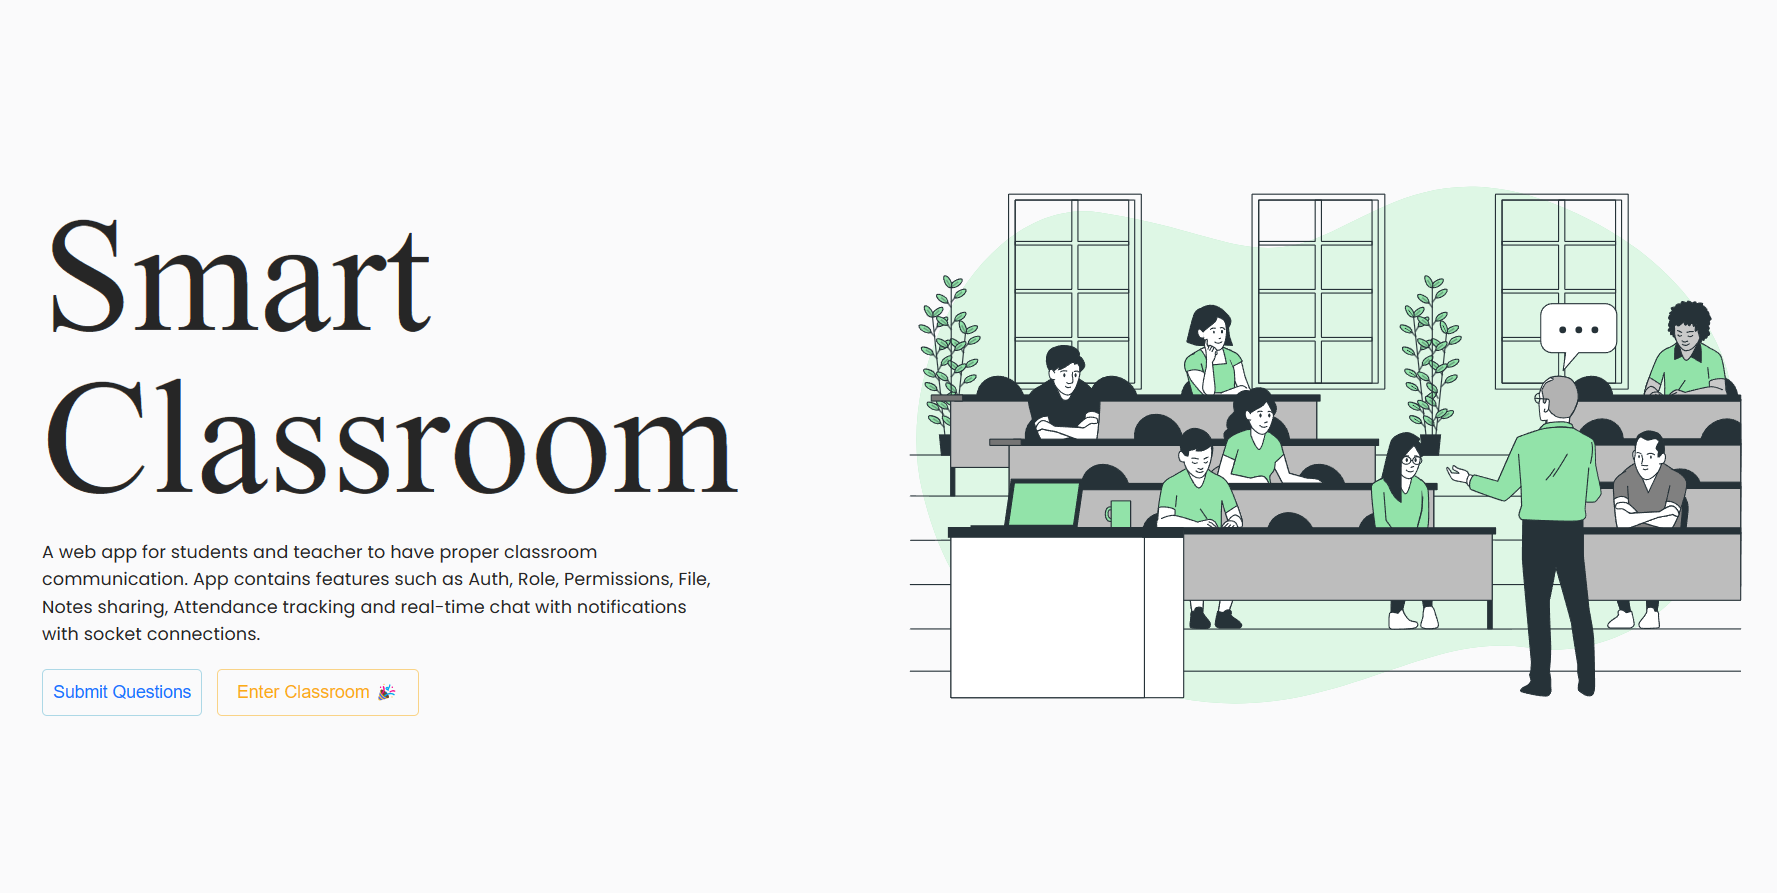 Smart
Classroom
A web app for students and teacher to have proper classroom
communication. App contains features such as Auth, Role, Permissions, File,
Notes sharing, Attendance tracking and real-time chat with notifications
with socket connections.
Submit Questions
Enter Classroom 🎉